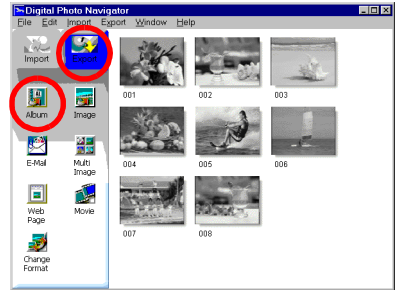 Digital Photo Navigator
File Edit Import Export Window Help
Import Export
Album Image
E-Mail Multi Image
Web Page Movie
Change Format
001 002 003
004 005 006
007 008